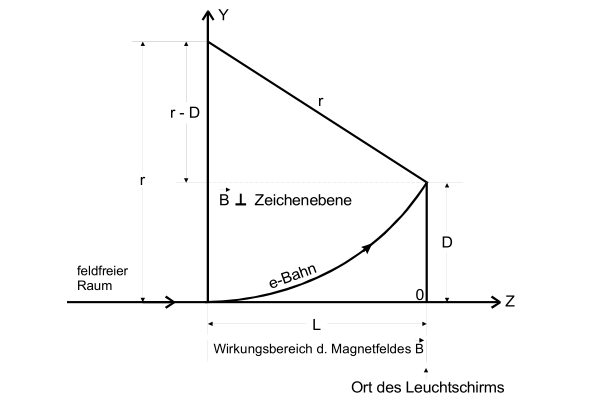 Y
r
r - D
r
B ⊥ Zeichenebene
D
e-Bahn
feldfreier
Raum
0
Z
L
Wirkungsbereich d. Magnetfeldes B
Ort des Leuchtschirms